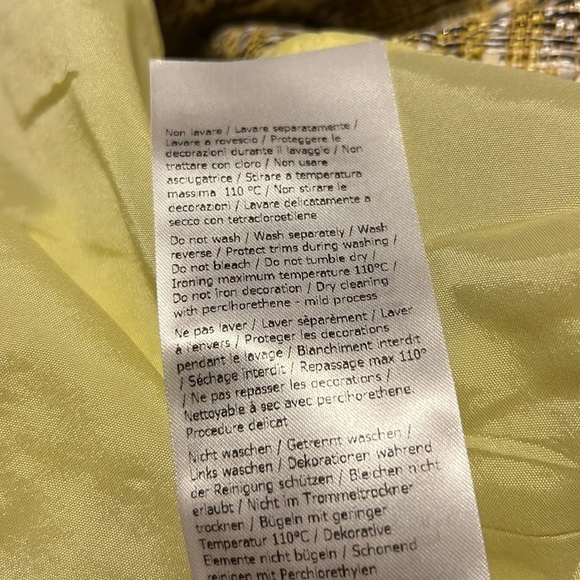 Non lavare / Lavare separatamente /
Lavare a rovescio / Proteggere le
decorazioni durante il lavaggio / Non
trattare con cloro / Non usare
asciugatrice / Stirare a temperatura
massima 110 °C / Non stirare le
decorazioni / Lavare delicatamente a
secco con tetracloroetilene
Do not wash / Wash separately / Wash
reverse / Protect trims during washing /
Do not bleach / Do not tumble dry /
Ironing maximum temperature 110°C /
Do not iron decoration / Dry cleaning
with perclhorethene - mild process
Ne pas laver / Laver sèparèment / Laver
à l'envers / Proteger les decorations
pendant le lavage / Blanchiment interdit
/ Séchage interdit / Repassage max 110°
/ Ne pas repasser les decorations /
Nettoyable à sec avec perclhorethene
Procedure delicat
Nicht waschen / Getrennt waschen /
Links waschen / Dekorationen während
der Reinigung schützen / Bleichen nicht
erlaubt / Nicht im Trommeltrockner
trocknen / Bügeln mit geringer
Temperatur 110°C / Dekorative
Elemente nicht bügeln / Schonend
reinigen mit Perchlorethylen